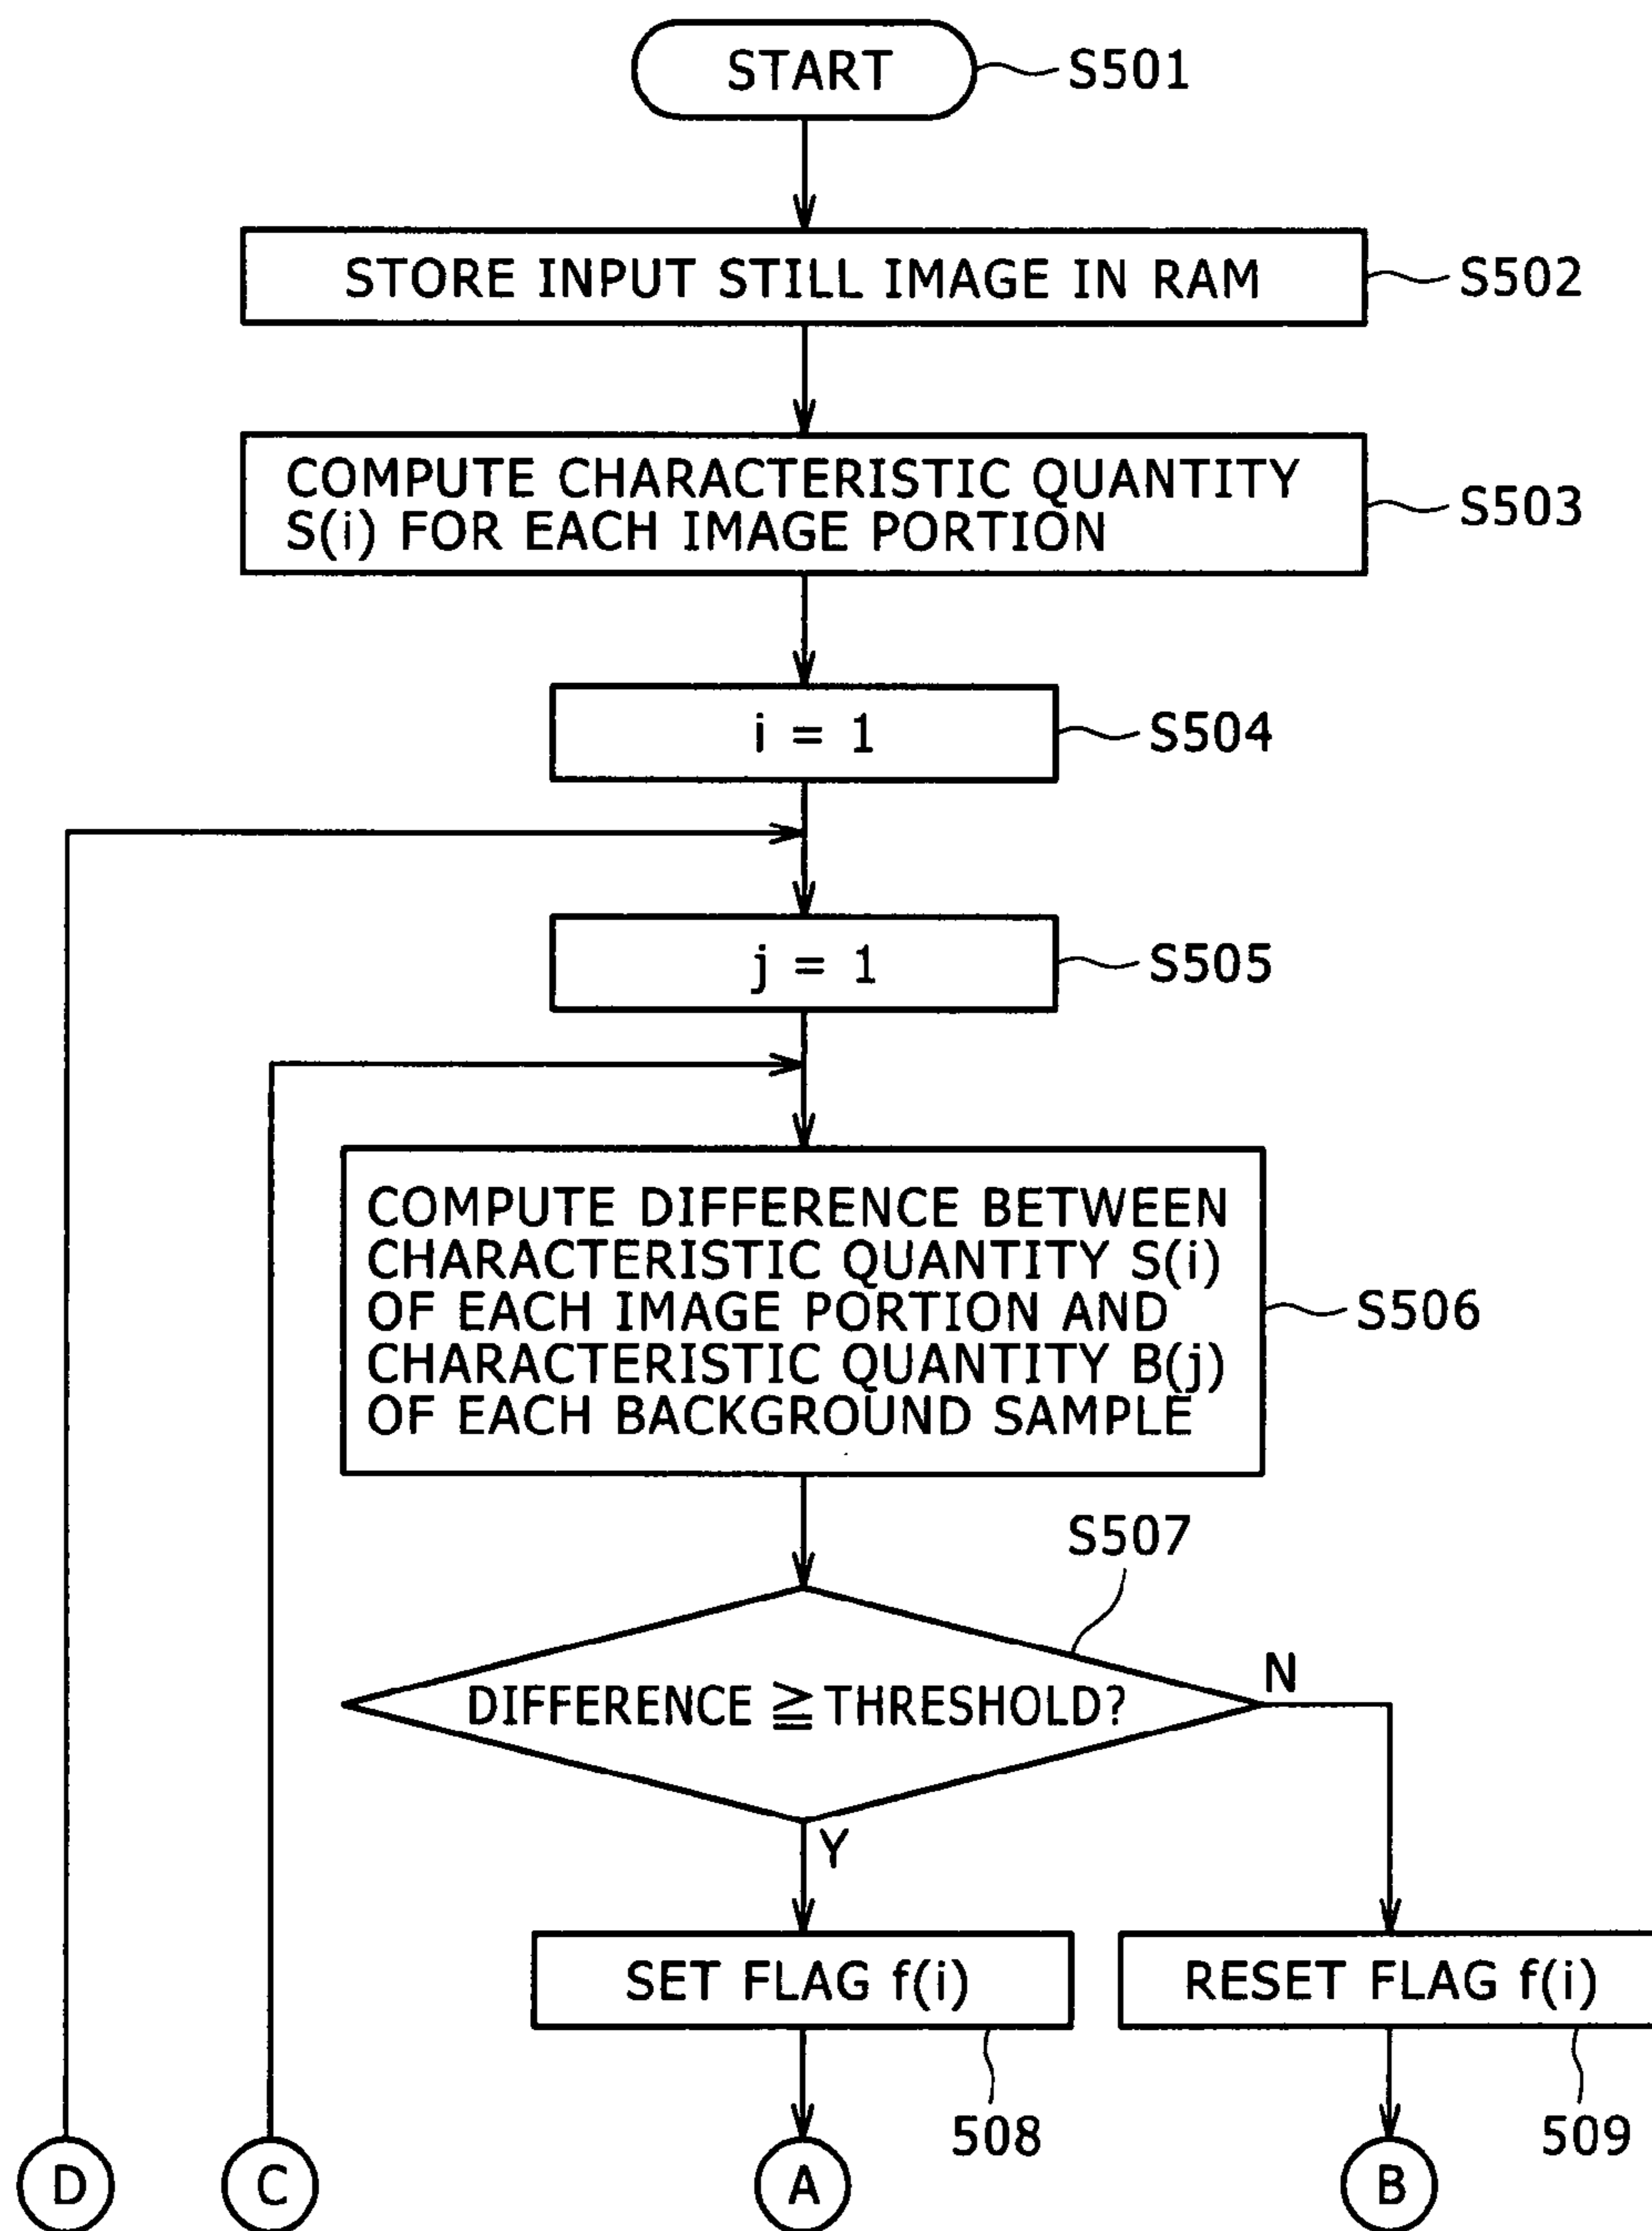 START
S501
STORE INPUT STILL IMAGE IN RAM
S502
COMPUTE CHARACTERISTIC QUANTITY
S(i) FOR EACH IMAGE PORTION
S503
i = 1
S504
j = 1
S505
COMPUTE DIFFERENCE BETWEEN
CHARACTERISTIC QUANTITY S(i)
OF EACH IMAGE PORTION AND
CHARACTERISTIC QUANTITY B(j)
OF EACH BACKGROUND SAMPLE
S506
S507
DIFFERENCE ≧ THRESHOLD?
N
Y
SET FLAG f(i)
RESET FLAG f(i)
508
509
D
C
A
B